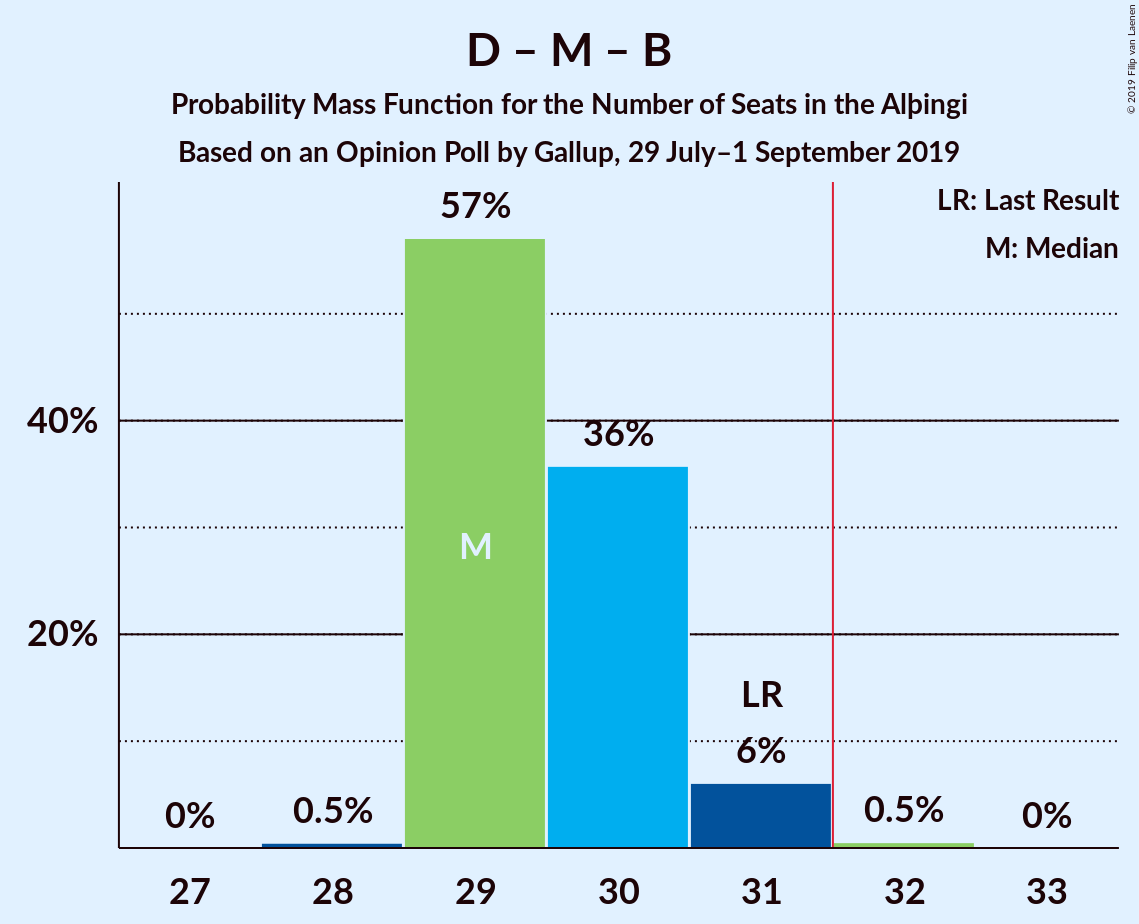 D – M – B
Probability Mass Function for the Number of Seats in the Alþingi
Based on an Opinion Poll by Gallup, 29 July–1 September 2019
© 2019 Filip van Laenen
LR: Last Result
M: Median
57%
40%
36%
M
20%
LR
6%
0%
0.5%
0.5%
0%
27 28 29 30 31 32 33